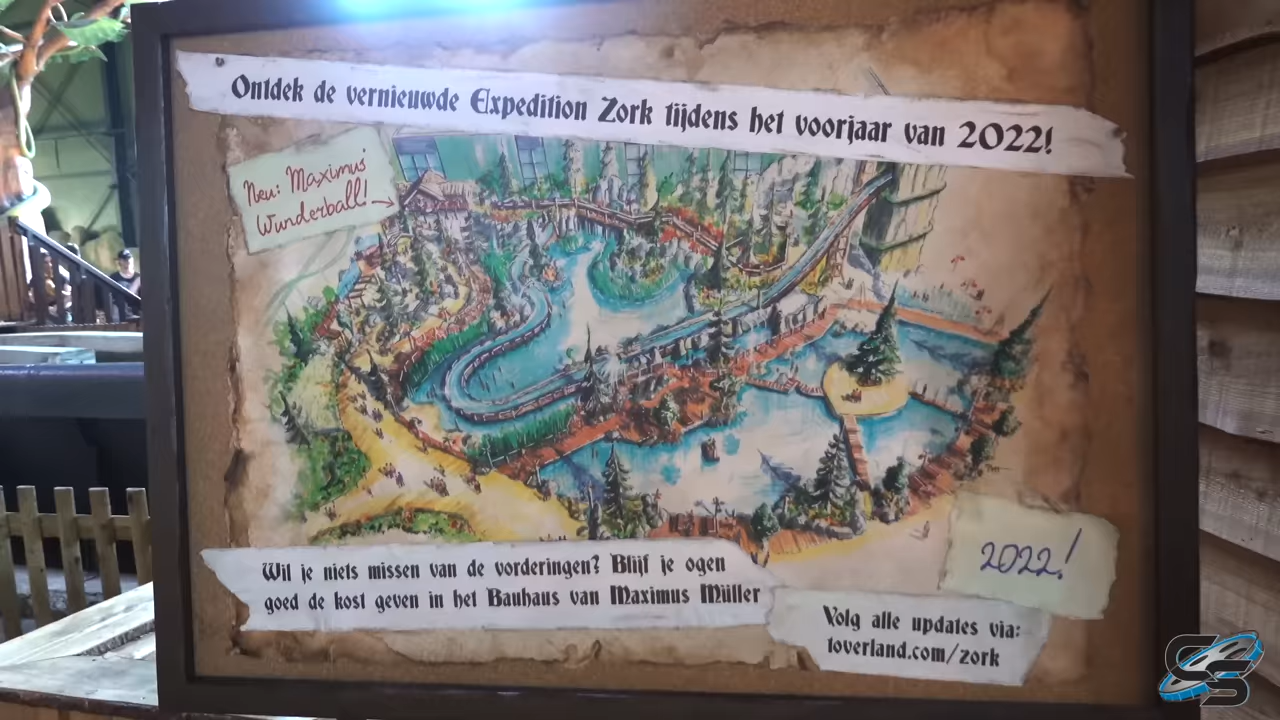 Ontdek de vernieuwde Expedition Zork tijdens het voorjaar van 2022!
Neu: Maximus'
Wunderball!
2022!
Wil je niets missen van de vorderingen? Blijf je ogen
goed de kost geven in het Bauhaus van Maximus Müller
Volg alle updates via:
toverland.com/zork
CS